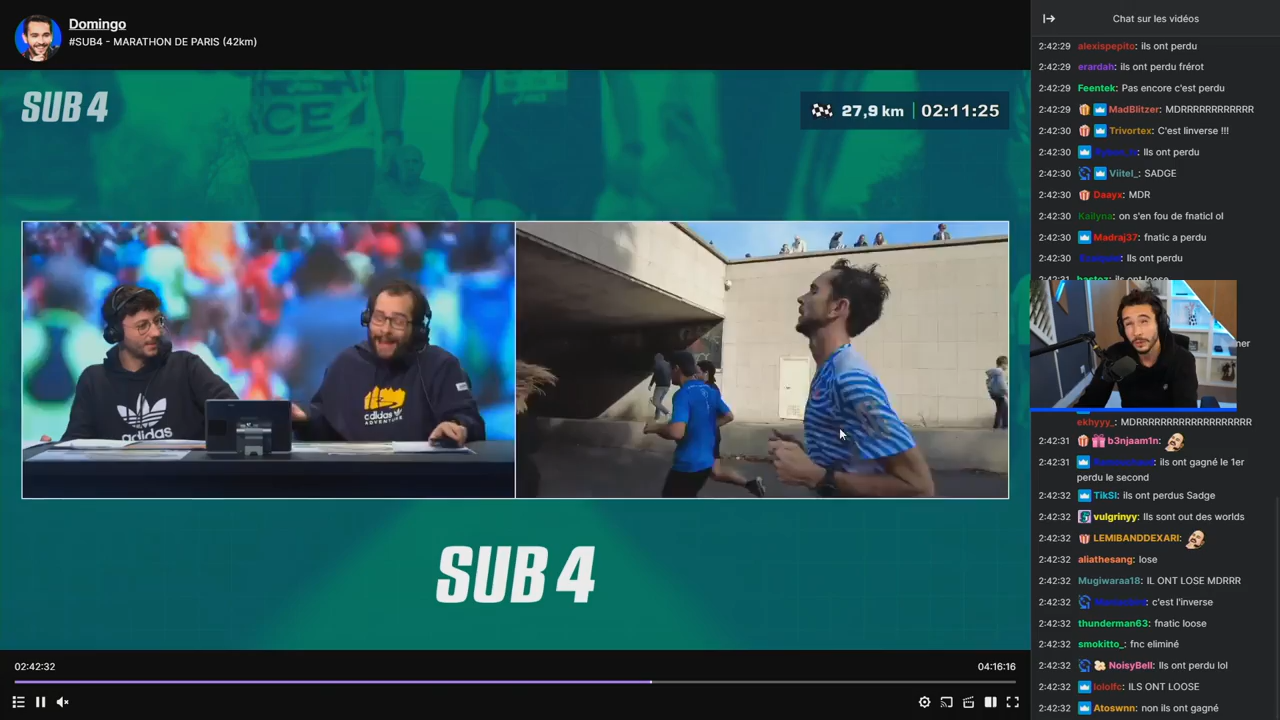 Domingo
#SUB4 - MARATHON DE PARIS (42km)
SUB 4
27,9 km | 02:11:25
adidas
adidas
ADVENTURE
SUB 4
02:42:32
04:16:16
Chat sur les vidéos
2:42:29 alexispepito: ils ont perdu
2:42:29 erardah: ils ont perdu frérot
2:42:29 Feentek: Pas encore c'est perdu
2:42:29 MadBlitzer: MDRRRRRRRRRRRR
2:42:30 Trivortex: C'est linverse !!!
2:42:30 : Ils ont perdu
2:42:30 Viitel_: SADGE
2:42:30 Daayx: MDR
2:42:30 Kailyna: on s'en fou de fnaticl ol
2:42:30 Madraj37: fnatic a perdu
2:42:30 : Ils ont perdu
2:42:31 : ils ont loose
ekhyyy_: MDRRRRRRRRRRRRRRRRRRR
2:42:31 b3njaam1n:
2:42:31 : ils ont gagné le 1er
perdu le second
2:42:32 TikSl: ils ont perdus Sadge
2:42:32 vulgrinyy: Ils sont out des worlds
2:42:32 LEMIBANDDEXARI:
2:42:32 aliathesang: lose
2:42:32 Mugiwaraa18: IL ONT LOSE MDRRR
2:42:32 : c'est l'inverse
2:42:32 thunderman63: fnatic loose
2:42:32 smokitto_: fnc eliminé
2:42:32 NoisyBell: Ils ont perdu lol
2:42:32 lololfc: ILS ONT LOOSE
2:42:32 Atoswnn: non ils ont gagné